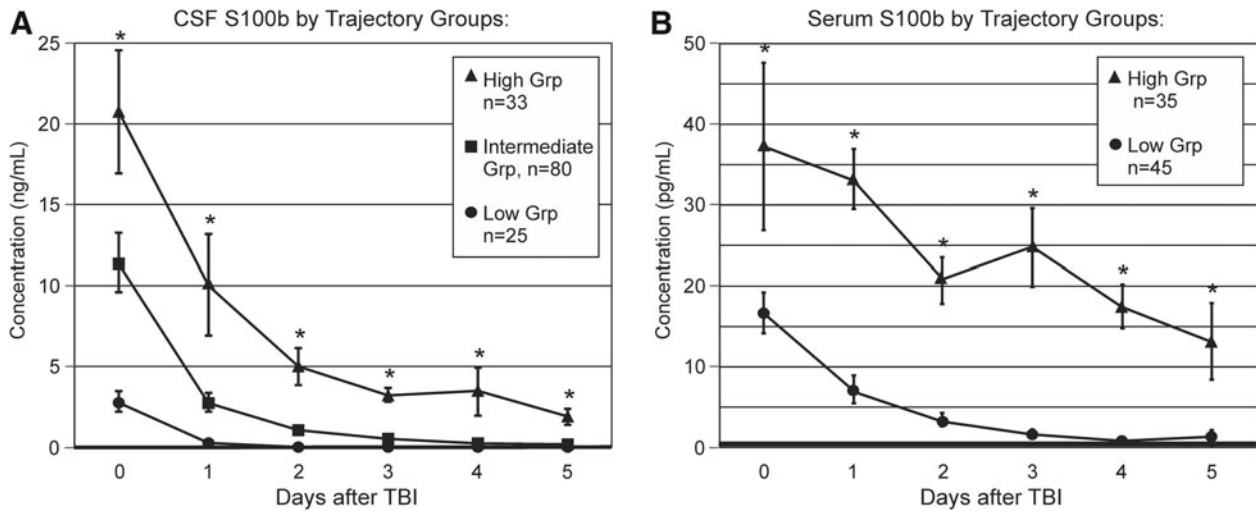 A
CSF S100b by Trajectory Groups:
Concentration (ng/mL)
25
20
15
10
5
0
* * * * * *
High Grp
n=33
Intermediate
Grp, n=80
Low Grp
n=25
0 1 2 3 4 5
Days after TBI
B
Serum S100b by Trajectory Groups:
Concentration (pg/mL)
50
40
30
20
10
0
* * * * * *
High Grp
n=35
Low Grp
n=45
0 1 2 3 4 5
Days after TBI